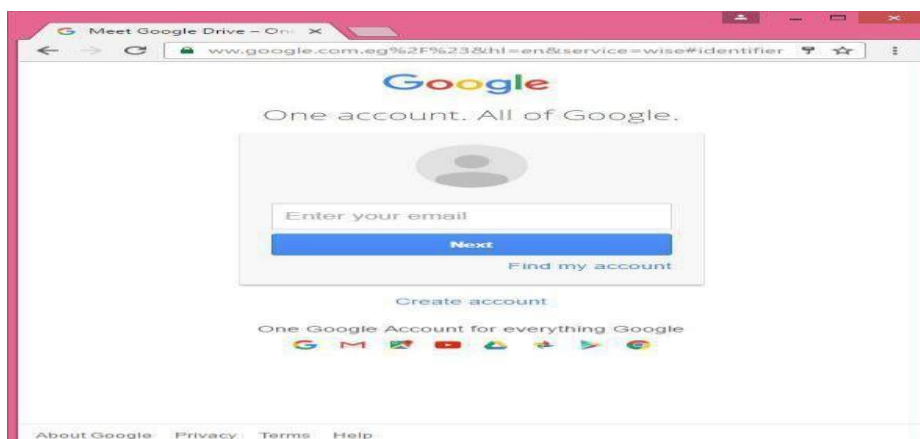 Meet Google Drive – On
ww.google.com.eg%2F%23&hl=en&service=wise#identifier
Google
One account. All of Google.
Enter your email
Next
Find my account
Create account
One Google Account for everything Google
About Google Privacy Terms Help